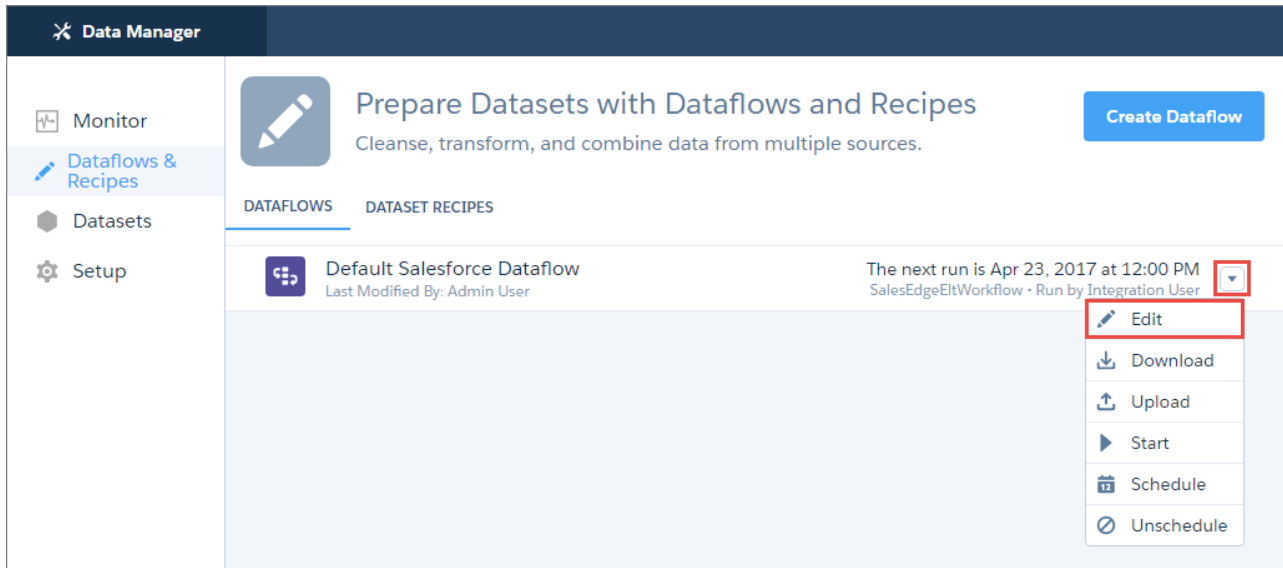 Data Manager
Monitor
Dataflows &
Recipes
Datasets
Setup
Prepare Datasets with Dataflows and Recipes
Cleanse, transform, and combine data from multiple sources.
Create Dataflow
DATAFLOWS
DATASET RECIPES
Default Salesforce Dataflow
Last Modified By: Admin User
The next run is Apr 23, 2017 at 12:00 PM
SalesEdgeEltWorkflow • Run by Integration User
Edit
Download
Upload
Start
12
Schedule
Unschedule